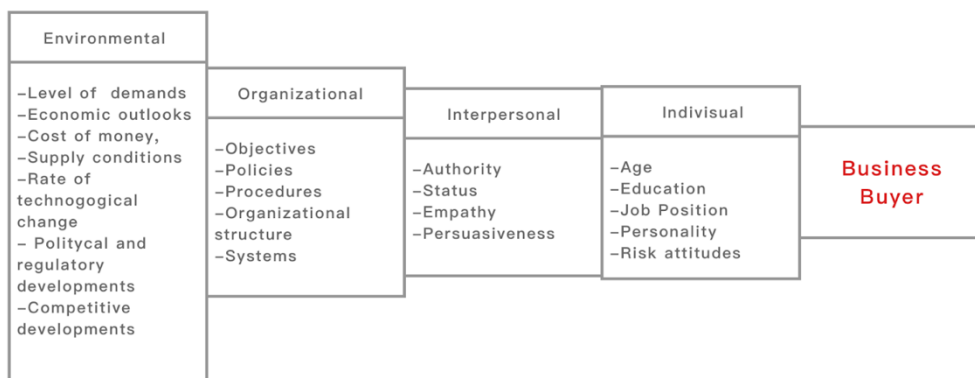 Environmental
–Level of demands
–Economic outlooks
–Cost of money,
–Supply conditions
–Rate of
technogogical
change
– Politycal and
regulatory
developments
–Competitive
developments
Organizational
–Objectives
–Policies
–Procedures
–Organizational
structure
–Systems
Interpersonal
–Authority
–Status
–Empathy
–Persuasiveness
Indivisual
–Age
–Education
–Job Position
–Personality
–Risk attitudes
Business
Buyer